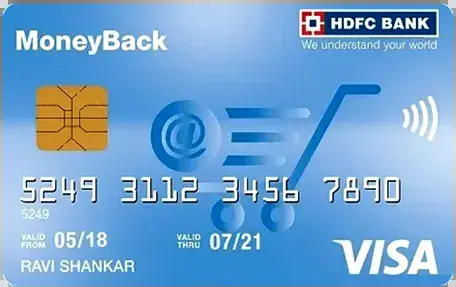 MoneyBack
HDFC BANK
We understand your world
@
5249 3112 3456 7890
5249
VALID FROM 05/18 VALID THRU 07/21
RAVI SHANKAR
VISA